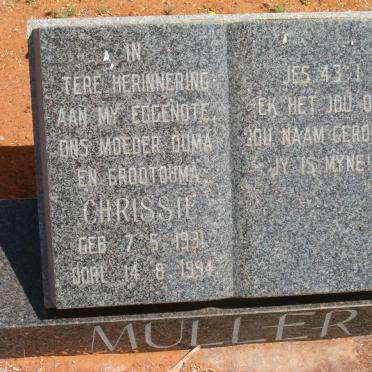 IN
TERE HERINNERING
AAN MY EGGENOTE,
ONS MOEDER OUMA
EN GROOTOUMA
CHRISSIE
GEB. 7. 5. 1931.
OORL. 14. 8. 1994.
JES 43:1
EK HET JOU
JOU NAAM
JY IS MYNE!
MULLER